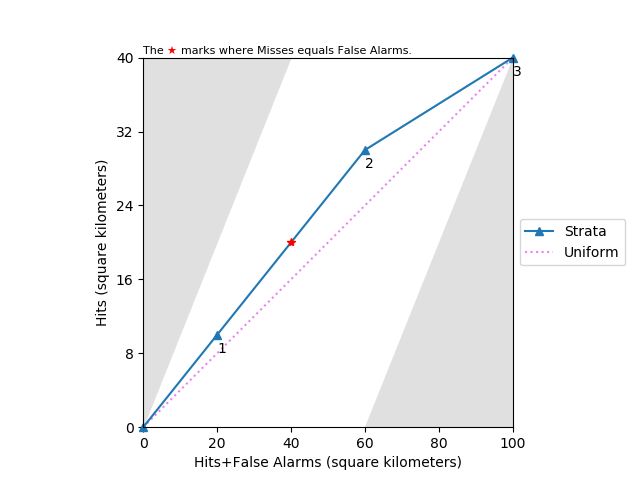 The ★ marks where Misses equals False Alarms.
40
32
24
16
8
0
Hits (square kilometers)
1
2
3
0 20 40 60 80 100
Hits+False Alarms (square kilometers)
Strata
Uniform